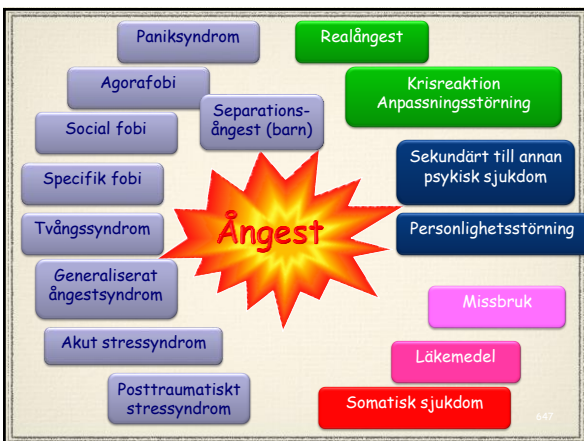 Paniksyndrom
Realångest
Agorafobi
Krisreaktion
Anpassningsstörning
Separations-
ångest (barn)
Social fobi
Sekundärt till annan
psykisk sjukdom
Specifik fobi
Tvångssyndrom
Ångest
Personlighetsstörning
Generaliserat
ångestsyndrom
Missbruk
Akut stressyndrom
Läkemedel
Posttraumatiskt
stressyndrom
Somatisk sjukdom
647